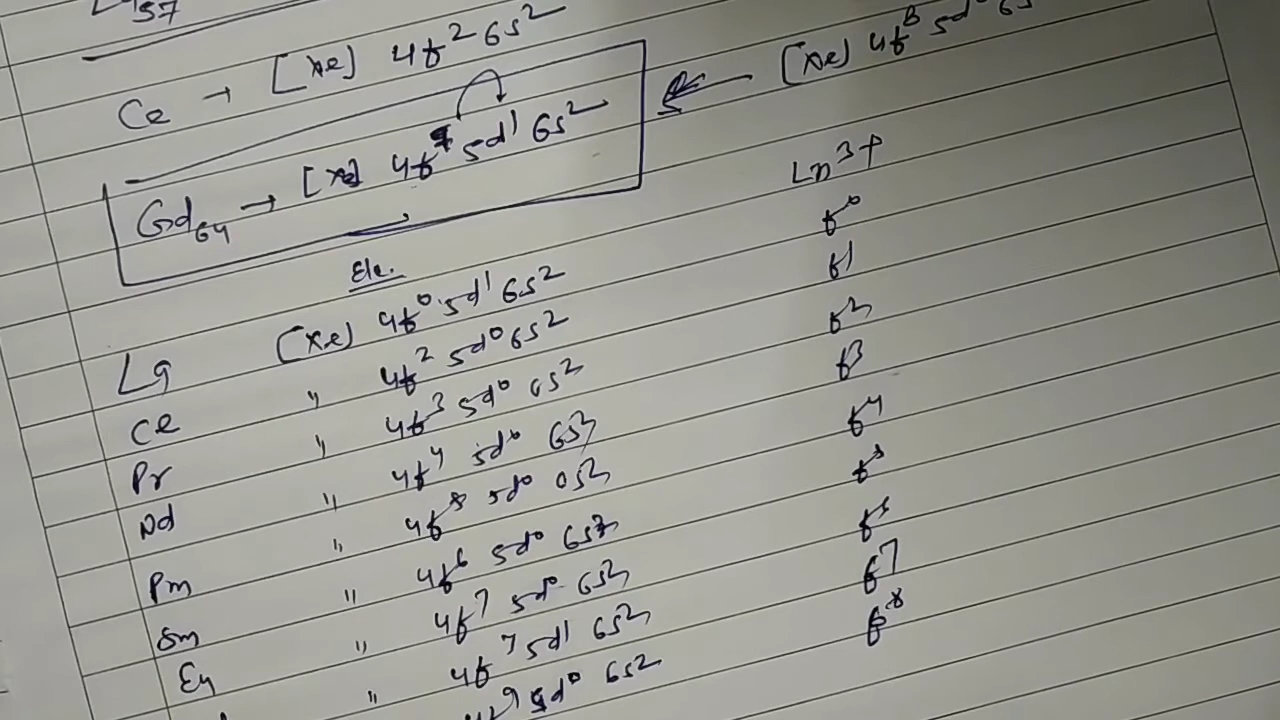 57
Ce → [Xe] 4f² 6s²
[Xe] 4f⁸ 5d⁰ 6s
Gd₆₄ → [Xe] 4f⁷ 5d¹ 6s²
Ele. Ln³⁺
La [Xe] 4f⁰ 5d¹ 6s² f⁰
Ce " 4f² 5d⁰ 6s² f¹
Pr " 4f³ 5d⁰ 6s² f²
Nd " 4f⁴ 5d⁰ 6s² f³
Pm " 4f⁵ 5d⁰ 6s² f⁴
Sm " 4f⁶ 5d⁰ 6s² f⁵
Eu " 4f⁷ 5d⁰ 6s² f⁶
" 4f⁷ 5d¹ 6s² f⁷
4f⁹ 5d⁰ 6s² f⁸